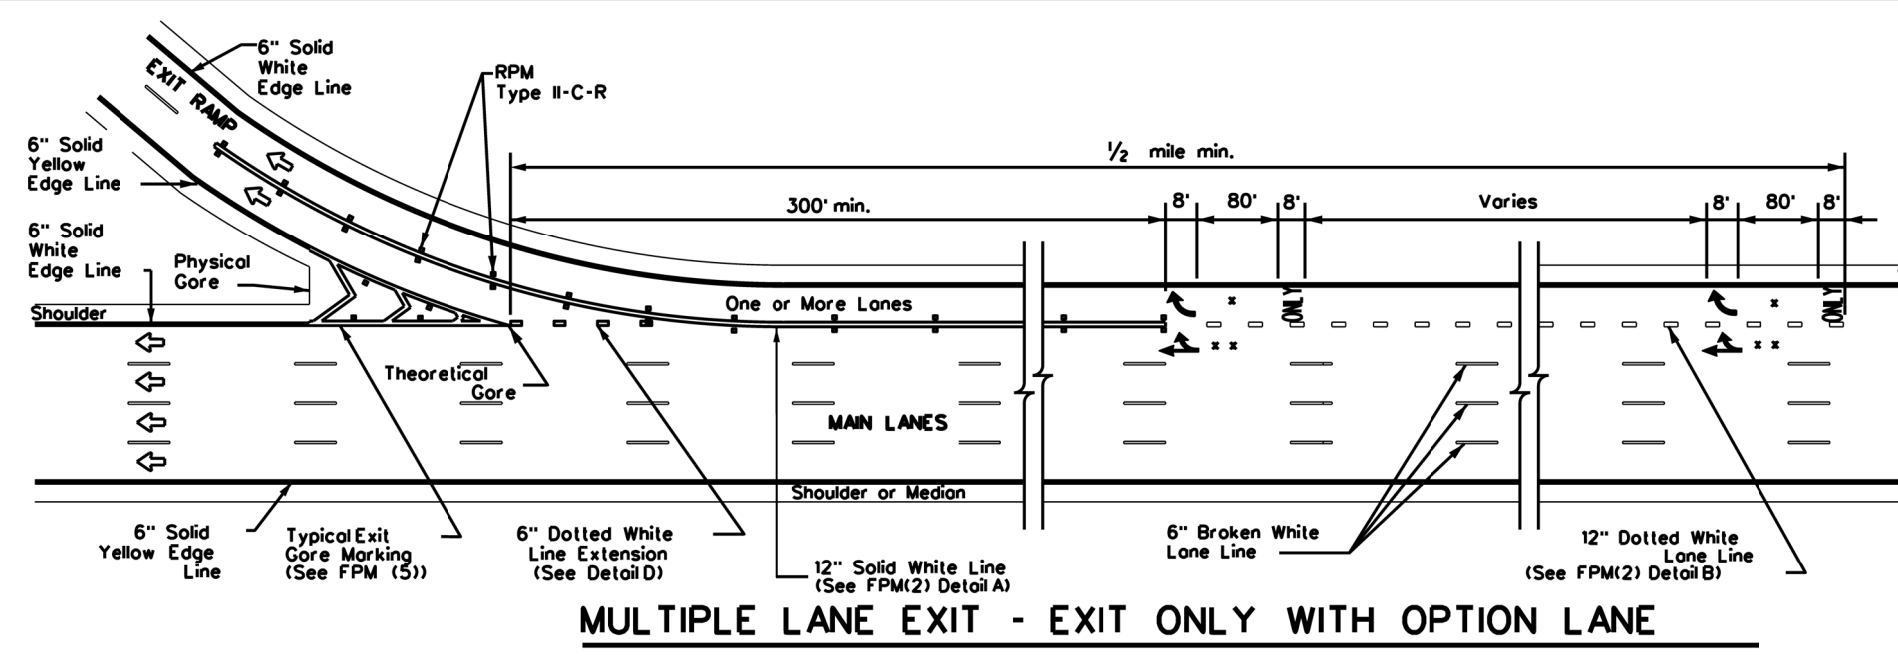 6" Solid
White
Edge Line
EXIT RAMP
RPM
Type II-C-R
6" Solid
Yellow
Edge Line
1/2 mile min.
300' min.
8'
80'
8'
Varies
8'
80'
8'
6" Solid
White
Edge Line
Physical
Gore
Shoulder
One or More Lanes
x
ONLY
x
ONLY
x x
x x
Theoretical
Gore
MAIN LANES
Shoulder or Median
6" Solid
Yellow Edge
Line
Typical Exit
Gore Marking
(See FPM (5))
6" Dotted White
Line Extension
(See Detail D)
12" Solid White Line
(See FPM(2) Detail A)
6" Broken White
Lane Line
12" Dotted White
Lane Line
(See FPM(2) Detail B)
MULTIPLE LANE EXIT - EXIT ONLY WITH OPTION LANE